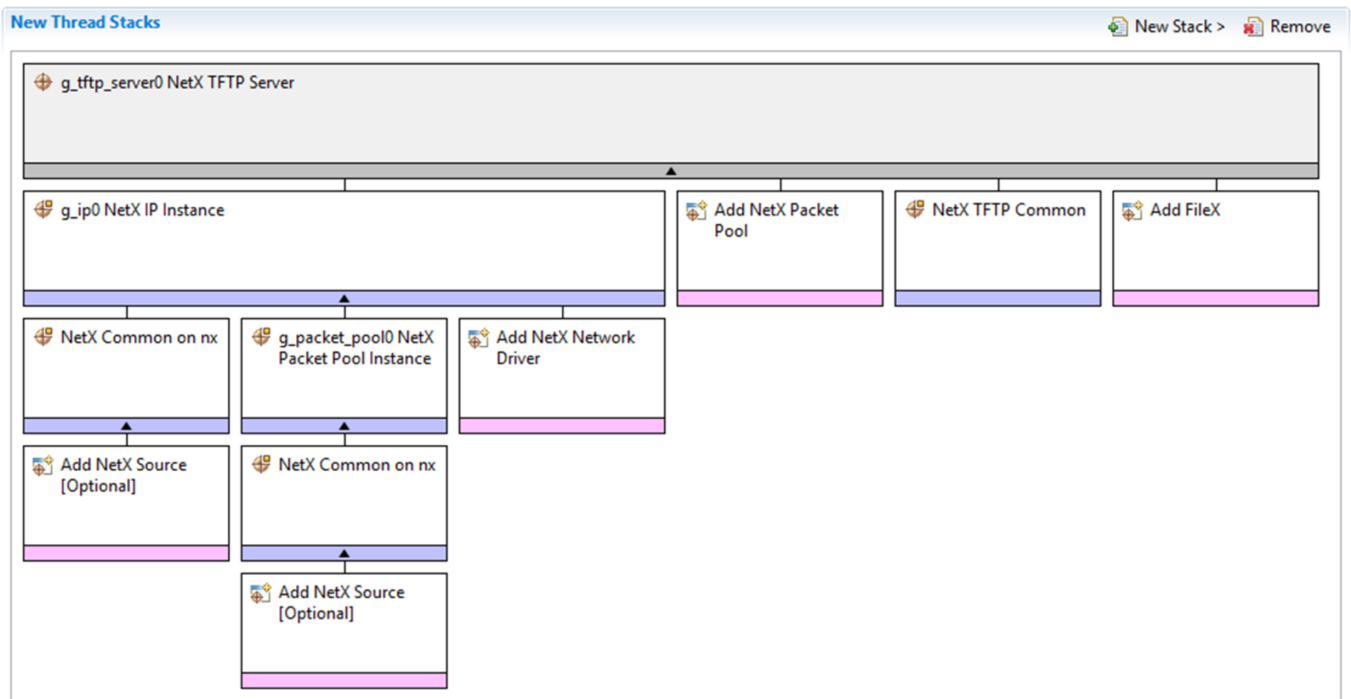 New Thread Stacks
New Stack > Remove
g_tftp_server0 NetX TFTP Server
g_ip0 NetX IP Instance
Add NetX Packet
Pool
NetX TFTP Common
Add FileX
NetX Common on nx
g_packet_pool0 NetX
Packet Pool Instance
Add NetX Network
Driver
Add NetX Source
[Optional]
NetX Common on nx
Add NetX Source
[Optional]